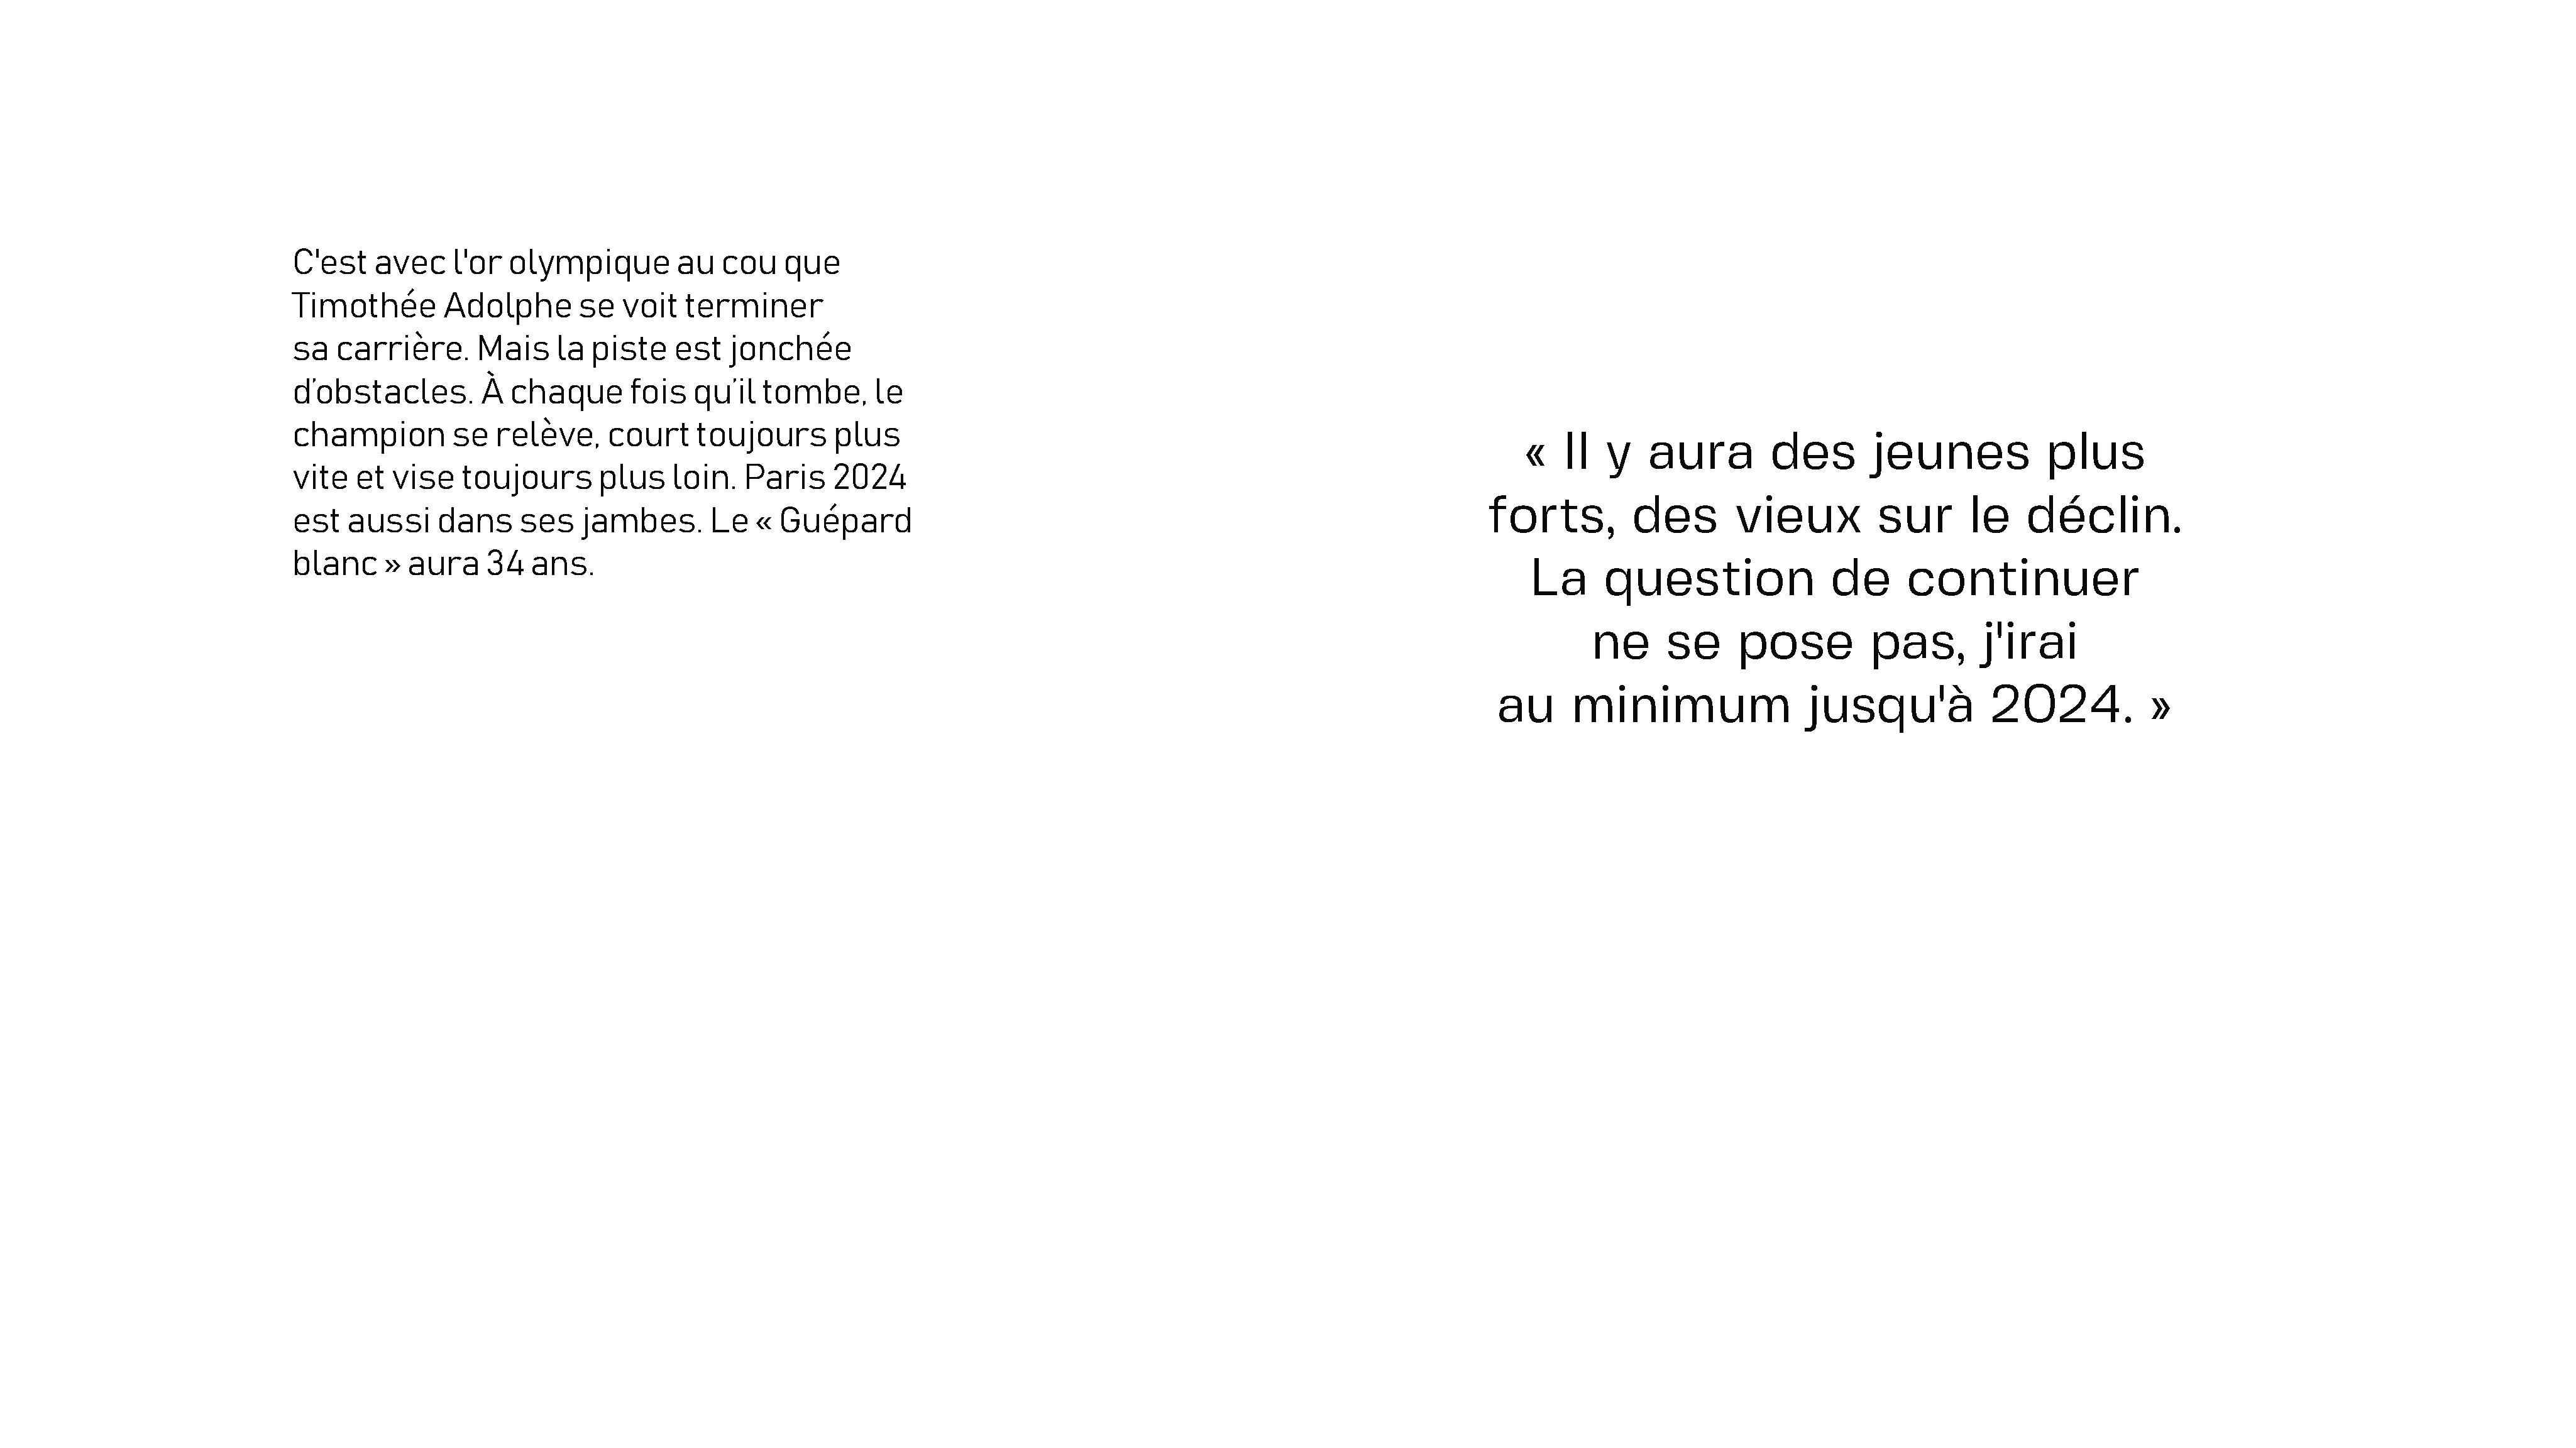 C'est avec l'or olympique au cou que
Timothée Adolphe se voit terminer
sa carrière. Mais la piste est jonchée
d’obstacles. À chaque fois qu’il tombe, le
champion se relève, court toujours plus
vite et vise toujours plus loin. Paris 2024
est aussi dans ses jambes. Le « Guépard
blanc » aura 34 ans.
« Il y aura des jeunes plus
forts, des vieux sur le déclin.
La question de continuer
ne se pose pas, j'irai
au minimum jusqu'à 2024. »